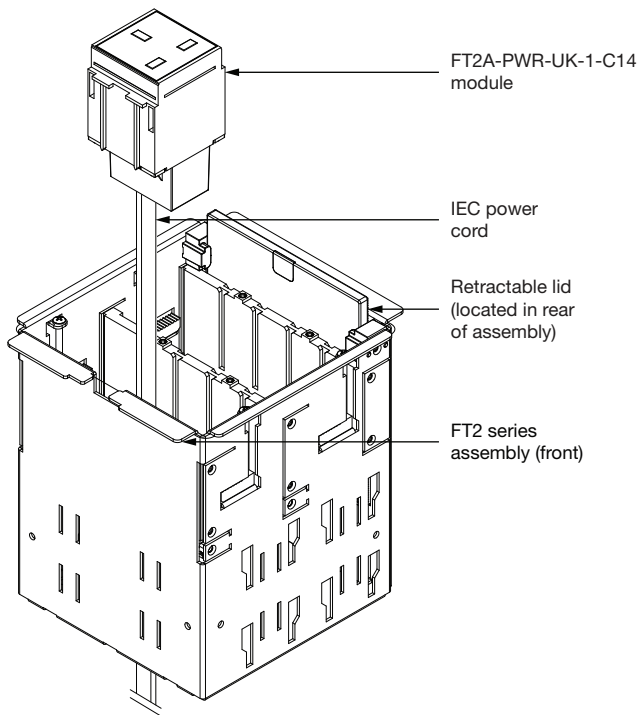 FT2A-PWR-UK-1-C14
module
IEC power
cord
Retractable lid
(located in rear
of assembly)
FT2 series
assembly (front)